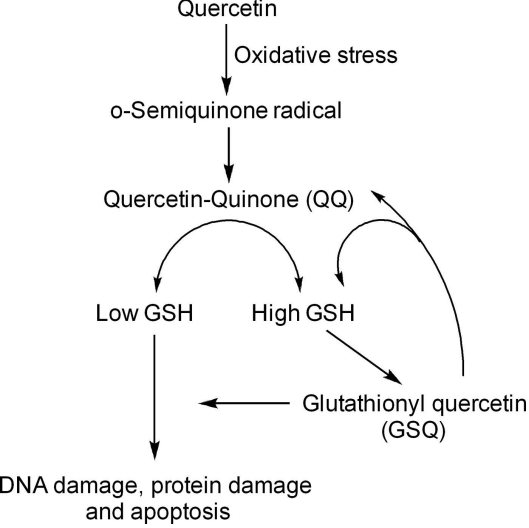 Quercetin
Oxidative stress
o-Semiquinone radical
Quercetin-Quinone (QQ)
Low GSH
High GSH
Glutathionyl quercetin
(GSQ)
DNA damage, protein damage
and apoptosis